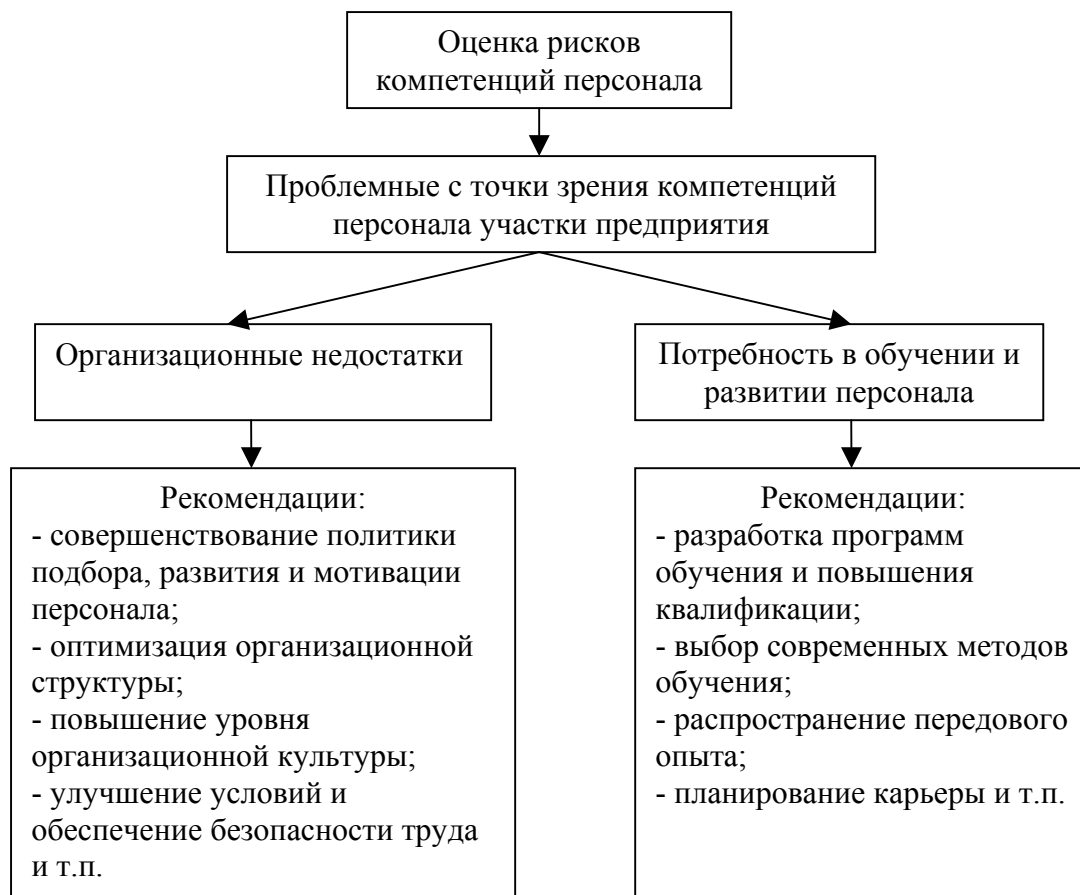 Оценка рисков
компетенций персонала
Проблемные с точки зрения компетенций
персонала участки предприятия
Организационные недостатки
Потребность в обучении и
развитии персонала
Рекомендации:
- совершенствование политики
подбора, развития и мотивации
персонала;
- оптимизация организационной
структуры;
- повышение уровня
организационной культуры;
- улучшение условий и
обеспечение безопасности труда
и т.п.
Рекомендации:
- разработка программ
обучения и повышения
квалификации;
- выбор современных методов
обучения;
- распространение передового
опыта;
- планирование карьеры и т.п.